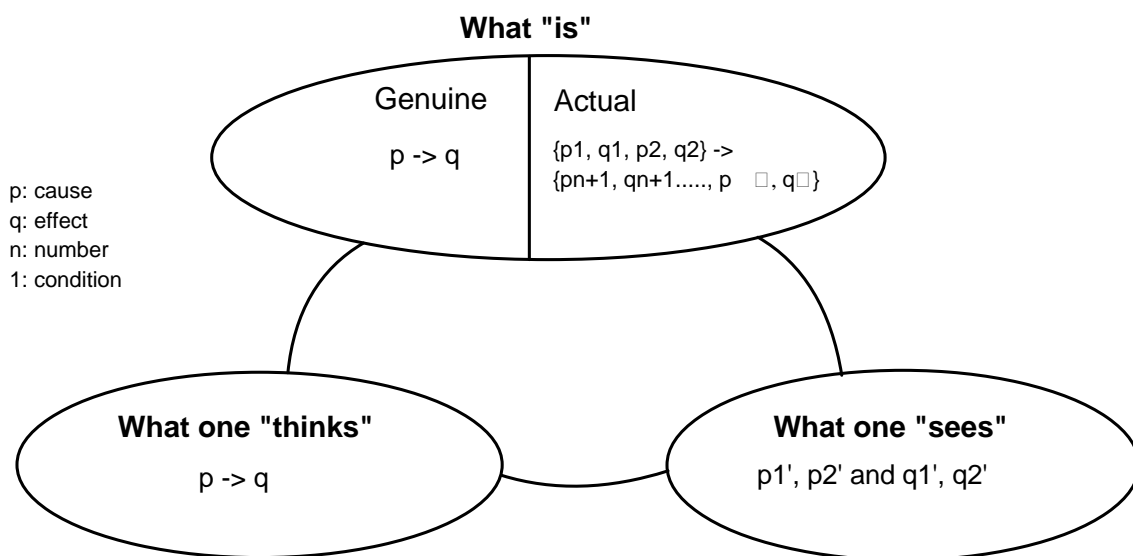 What "is"
Genuine
p -> q
Actual
{p1, q1, p2, q2} ->
{pn+1, qn+1....., p □, q□}
p: cause
q: effect
n: number
1: condition
What one "thinks"
p -> q
What one "sees"
p1', p2' and q1', q2'